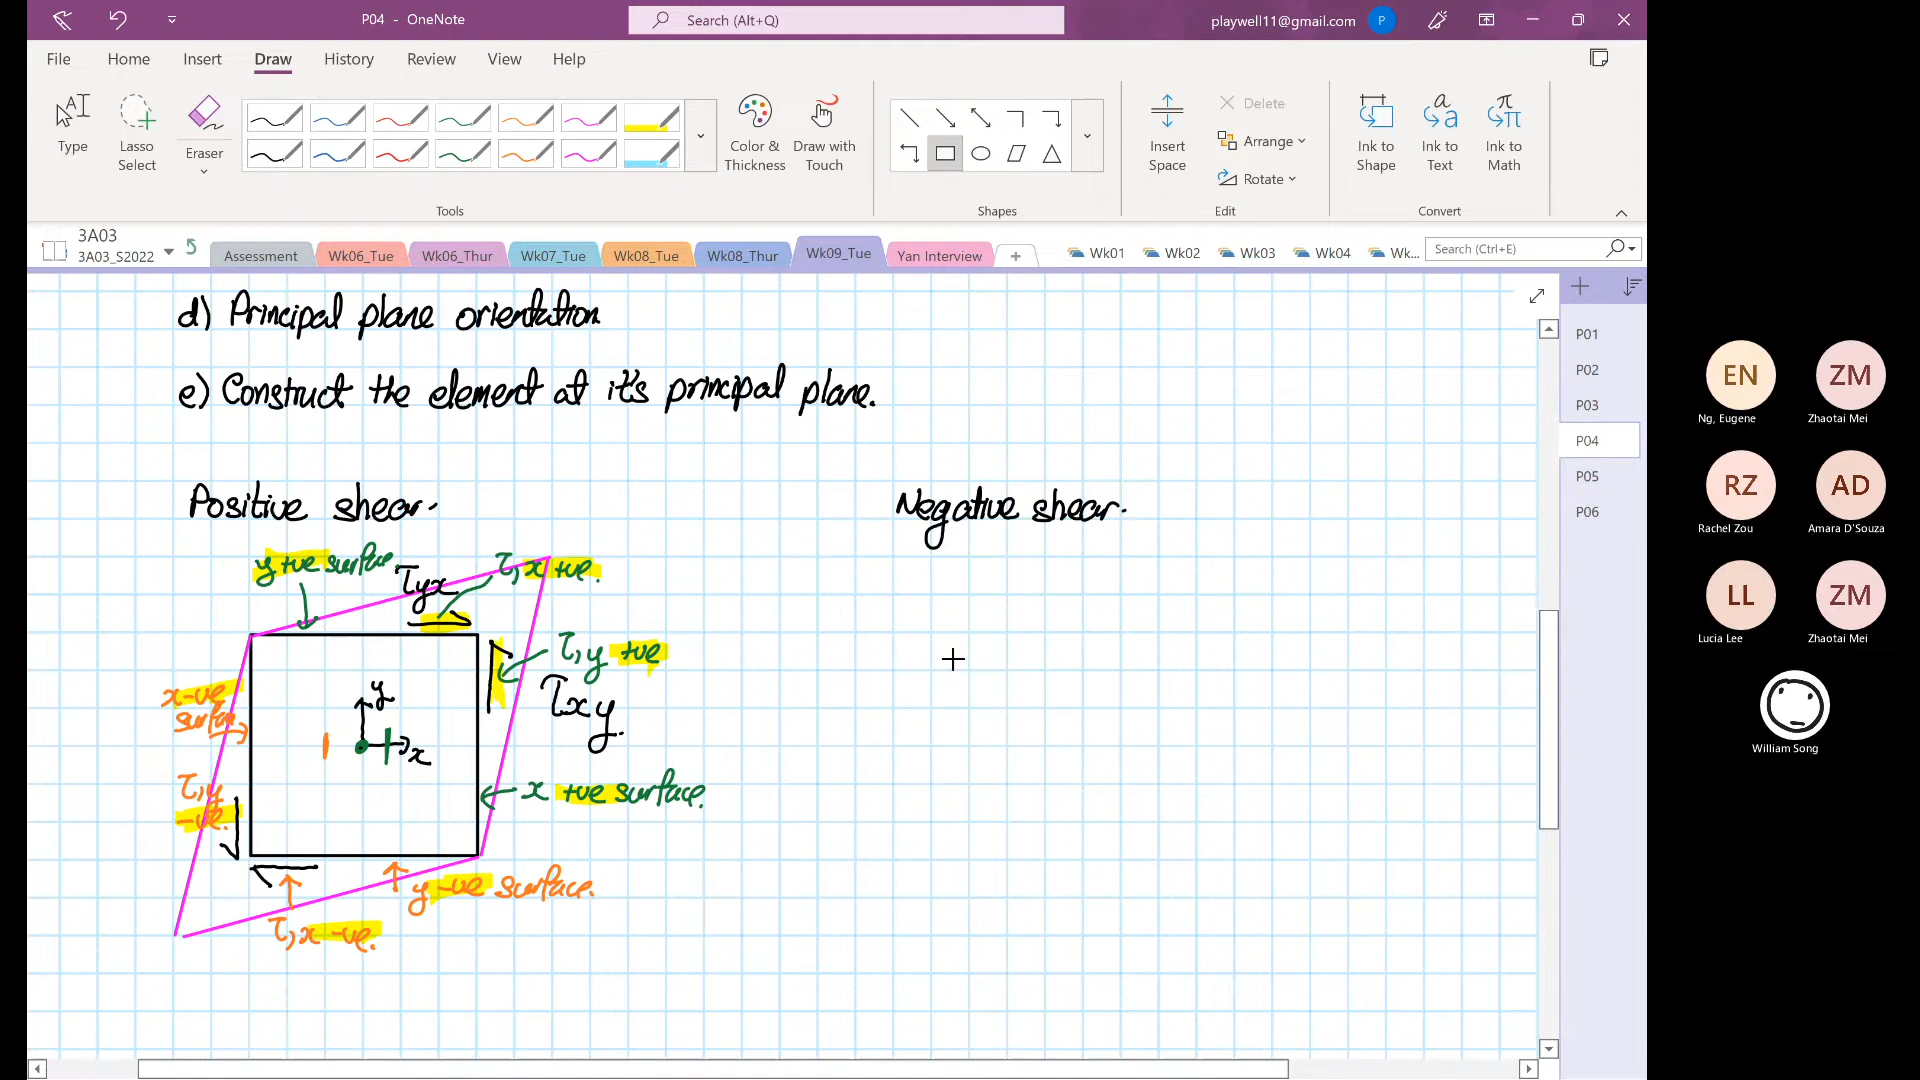 P04 - OneNote
Search (Alt+Q)
playwell11@gmail.com
P
File Home Insert Draw History Review View Help
Type
Lasso Select
Eraser
Color & Thickness
Draw with Touch
Insert Space
Delete
Arrange
Rotate
Ink to Shape
Ink to Text
Ink to Math
Tools
Shapes
Edit
Convert
3A03
3A03_S2022
Assessment Wk06_Tue Wk06_Thur Wk07_Tue Wk08_Tue Wk08_Thur Wk09_Tue Yan Interview Wk01 Wk02 Wk03 Wk04 Wk...
Search (Ctrl+E)
P01
P02
P03
P04
P05
P06
d) Principal plane orientation
e) Construct the element at it's principal plane.
Positive shear.
Negative shear.
y +ve surface
τyx
τ, x +ve.
τ, y +ve
τxy.
x -ve surface
y
x
τ, y -ve.
x +ve surface.
y -ve surface.
τ, x -ve.
EN
Ng, Eugene
ZM
Zhaotai Mei
RZ
Rachel Zou
AD
Amara D'Souza
LL
Lucia Lee
ZM
Zhaotai Mei
William Song